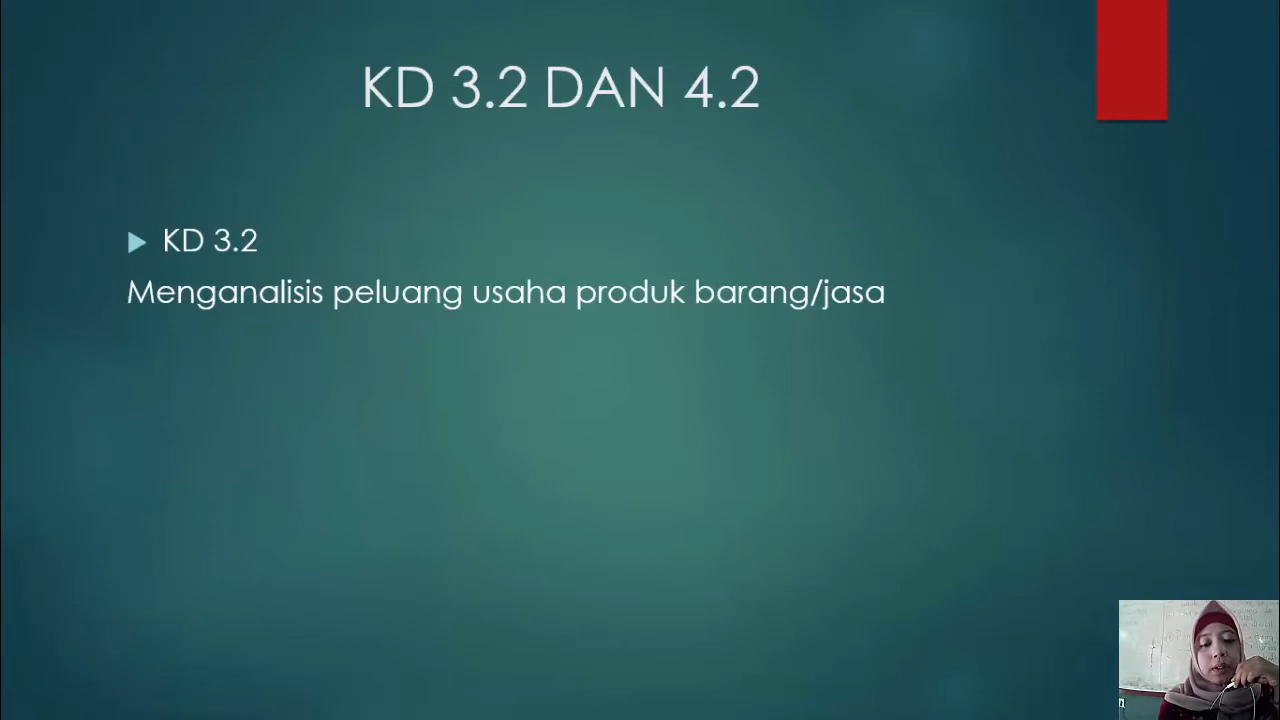 KD 3.2 DAN 4.2
KD 3.2
Menganalisis peluang usaha produk barang/jasa